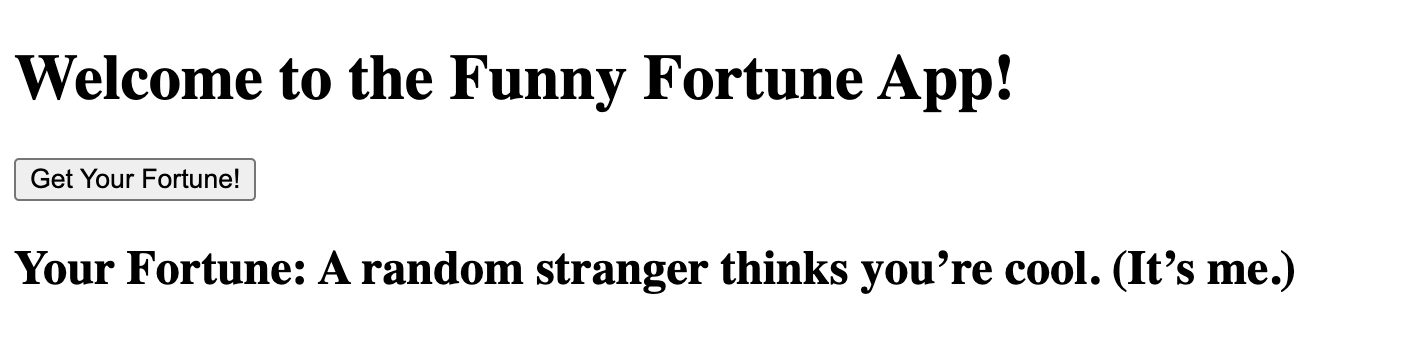 Welcome to the Funny Fortune App!
Get Your Fortune!
Your Fortune: A random stranger thinks you’re cool. (It’s me.)